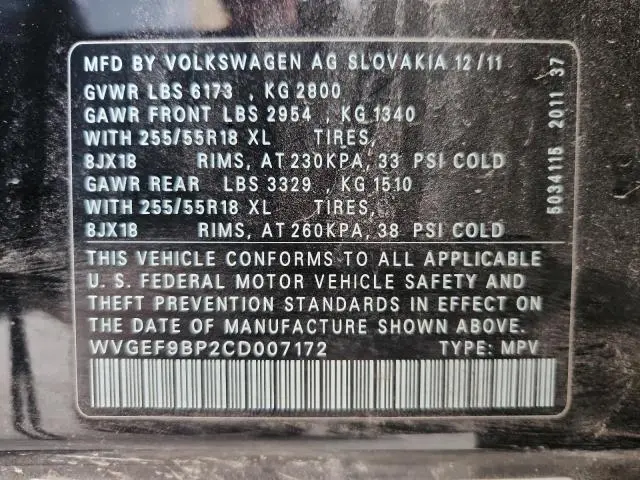 MFD BY VOLKSWAGEN AG SLOVAKIA 12/11
GVWR LBS 6173 , KG 2800
GAWR FRONT LBS 2954 , KG 1340
WITH 255/55R18 XL TIRES,
8JX18 RIMS, AT 230KPA, 33 PSI COLD
GAWR REAR LBS 3329 , KG 1510
WITH 255/55R18 XL TIRES,
8JX18 RIMS, AT 260KPA, 38 PSI COLD
THIS VEHICLE CONFORMS TO ALL APPLICABLE
U. S. FEDERAL MOTOR VEHICLE SAFETY AND
THEFT PREVENTION STANDARDS IN EFFECT ON
THE DATE OF MANUFACTURE SHOWN ABOVE.
WVGEF9BP2CD007172 TYPE: MPV
5034115 2011 37